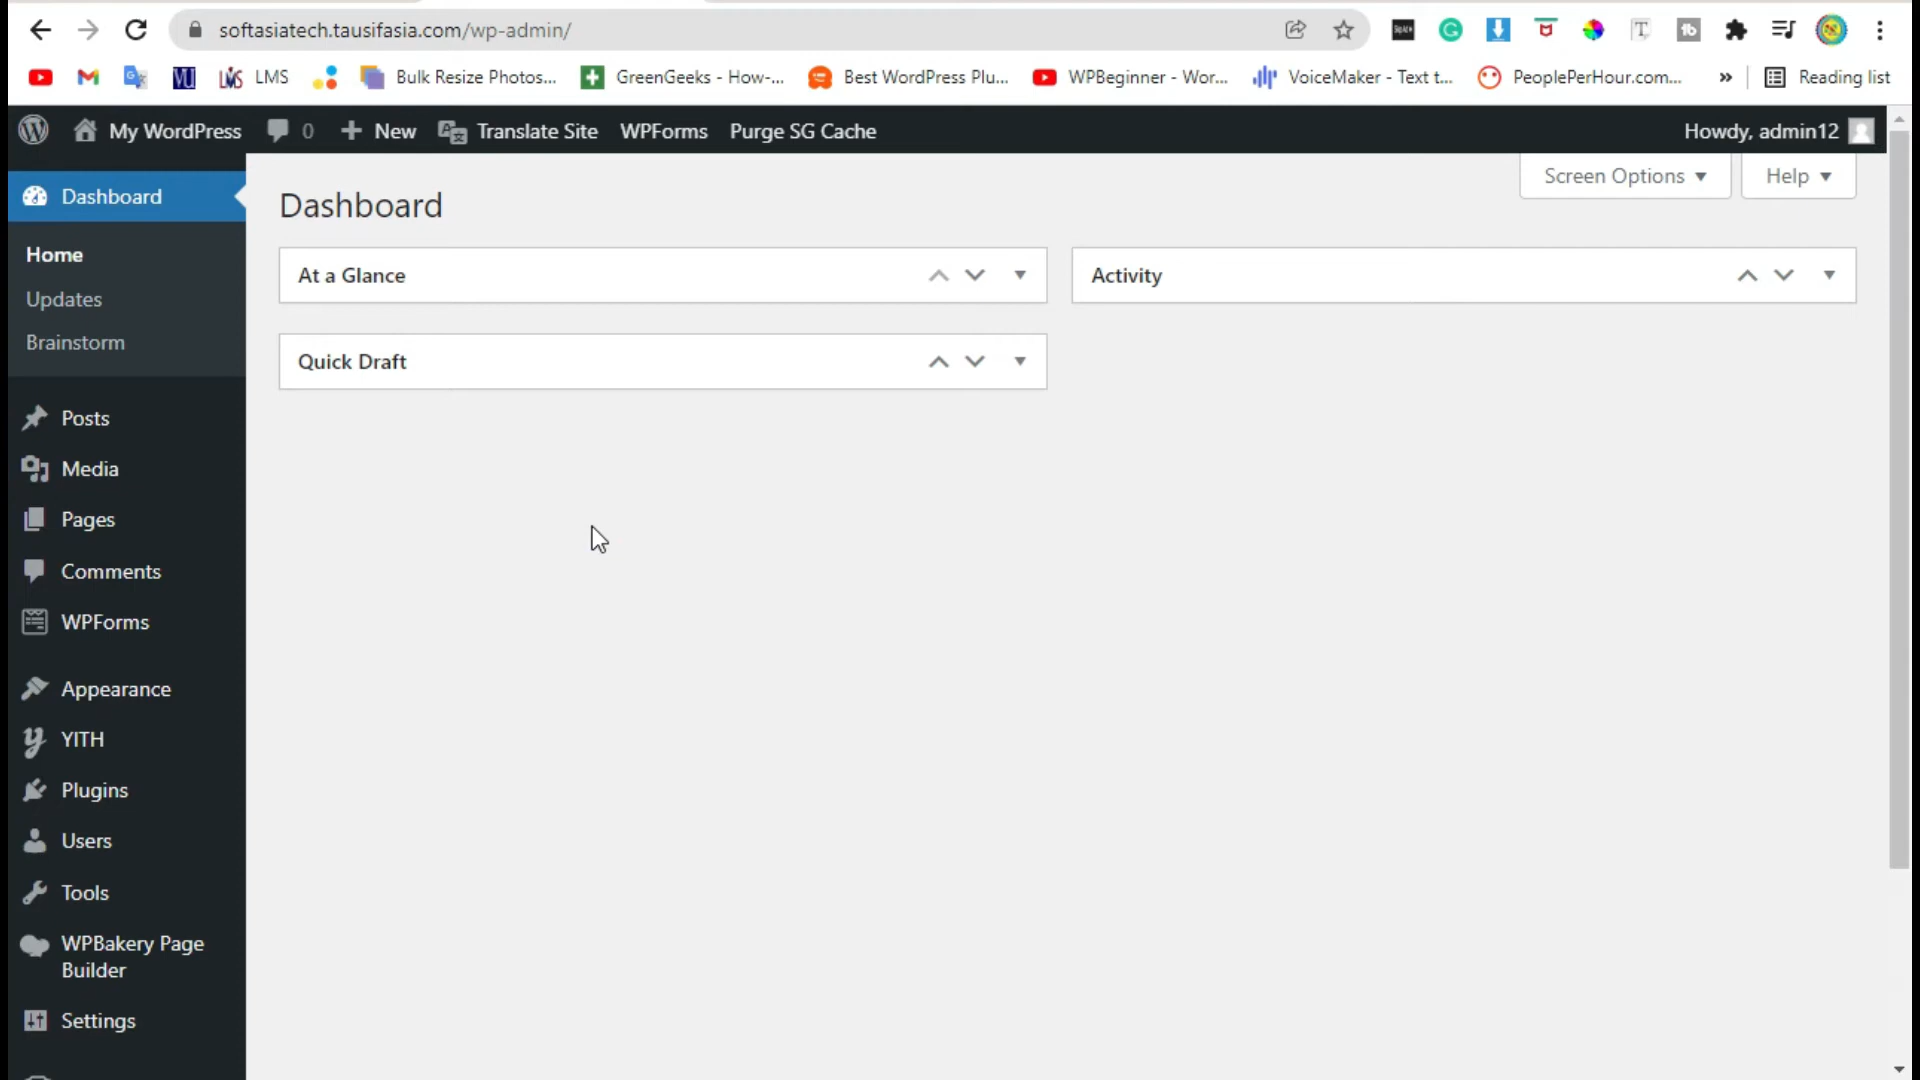 softasiatech.tausifasia.com/wp-admin/
LMS Bulk Resize Photos... GreenGeeks - How-... Best WordPress Plu... WPBeginner - Wor... VoiceMaker - Text t... PeoplePerHour.com... » Reading list
My WordPress 0 New Translate Site WPForms Purge SG Cache Howdy, admin12
Screen Options Help
Dashboard
Home
Updates
Brainstorm
Posts
Media
Pages
Comments
WPForms
Appearance
YITH
Plugins
Users
Tools
WPBakery Page
Builder
Settings
Dashboard
At a Glance
Activity
Quick Draft